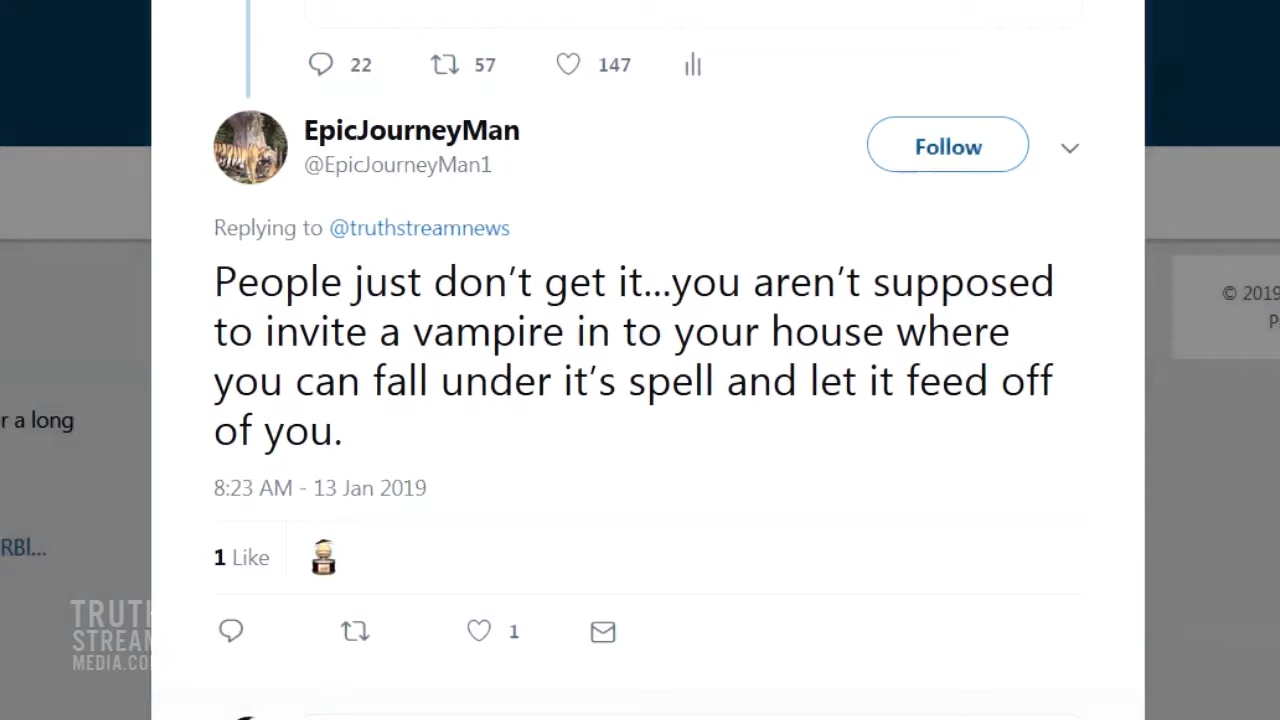 22 57 147
EpicJourneyMan
@EpicJourneyMan1
Follow
Replying to @truthstreamnews
People just don't get it...you aren't supposed
to invite a vampire in to your house where
you can fall under it's spell and let it feed off
of you.
8:23 AM - 13 Jan 2019
1 Like
1
© 2019
P
r a long
RBI...
TRUTH
STREAM
MEDIA.CO